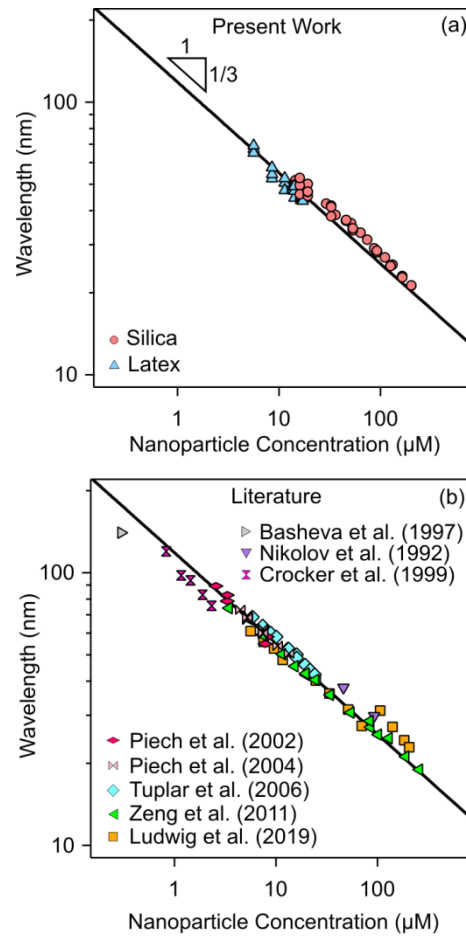 Present Work
(a)
1
1/3
100
10
Wavelength (nm)
Silica
Latex
1
10
100
Nanoparticle Concentration (µM)
Literature
(b)
Basheva et al. (1997)
Nikolov et al. (1992)
Crocker et al. (1999)
100
10
Wavelength (nm)
Piech et al. (2002)
Piech et al. (2004)
Tuplar et al. (2006)
Zeng et al. (2011)
Ludwig et al. (2019)
1
10
100
Nanoparticle Concentration (µM)